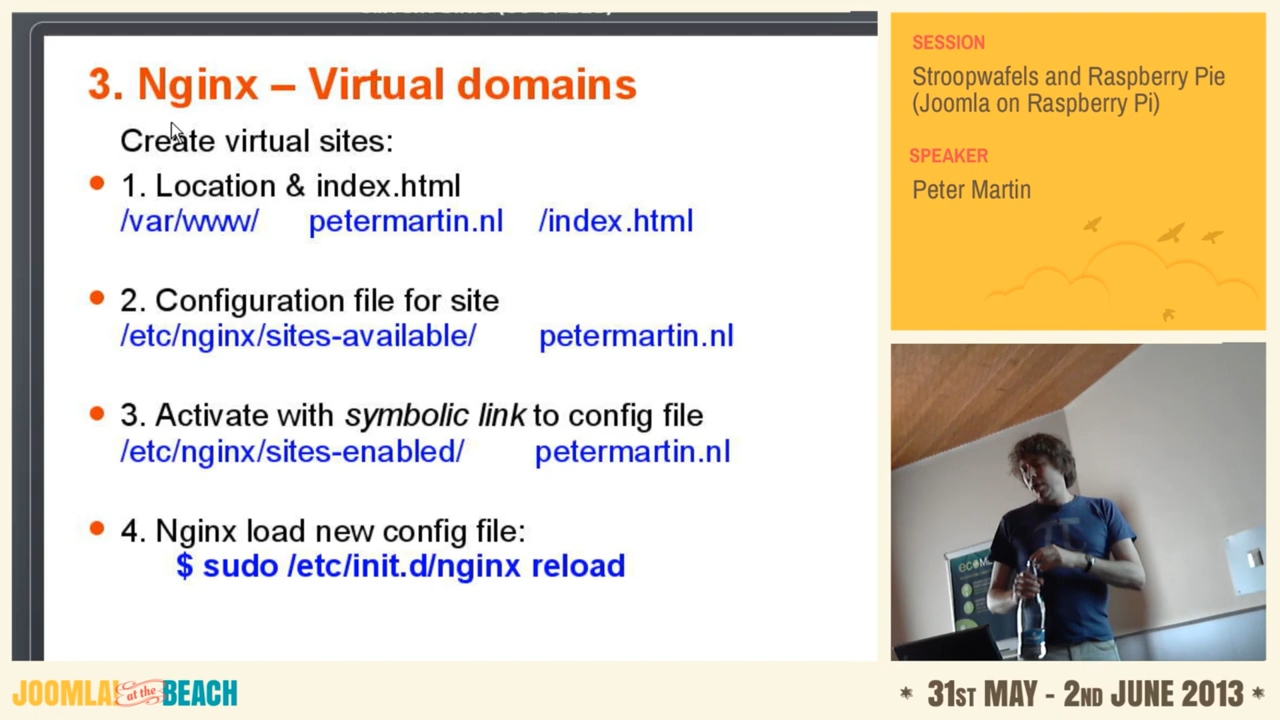 3. Nginx – Virtual domains
Create virtual sites:
1. Location & index.html
/var/www/ petermartin.nl /index.html
2. Configuration file for site
/etc/nginx/sites-available/ petermartin.nl
3. Activate with symbolic link to config file
/etc/nginx/sites-enabled/ petermartin.nl
4. Nginx load new config file:
$ sudo /etc/init.d/nginx reload
SESSION
Stroopwafels and Raspberry Pie
(Joomla on Raspberry Pi)
SPEAKER
Peter Martin
JOOMLA! at the BEACH
* 31ST MAY - 2ND JUNE 2013 *